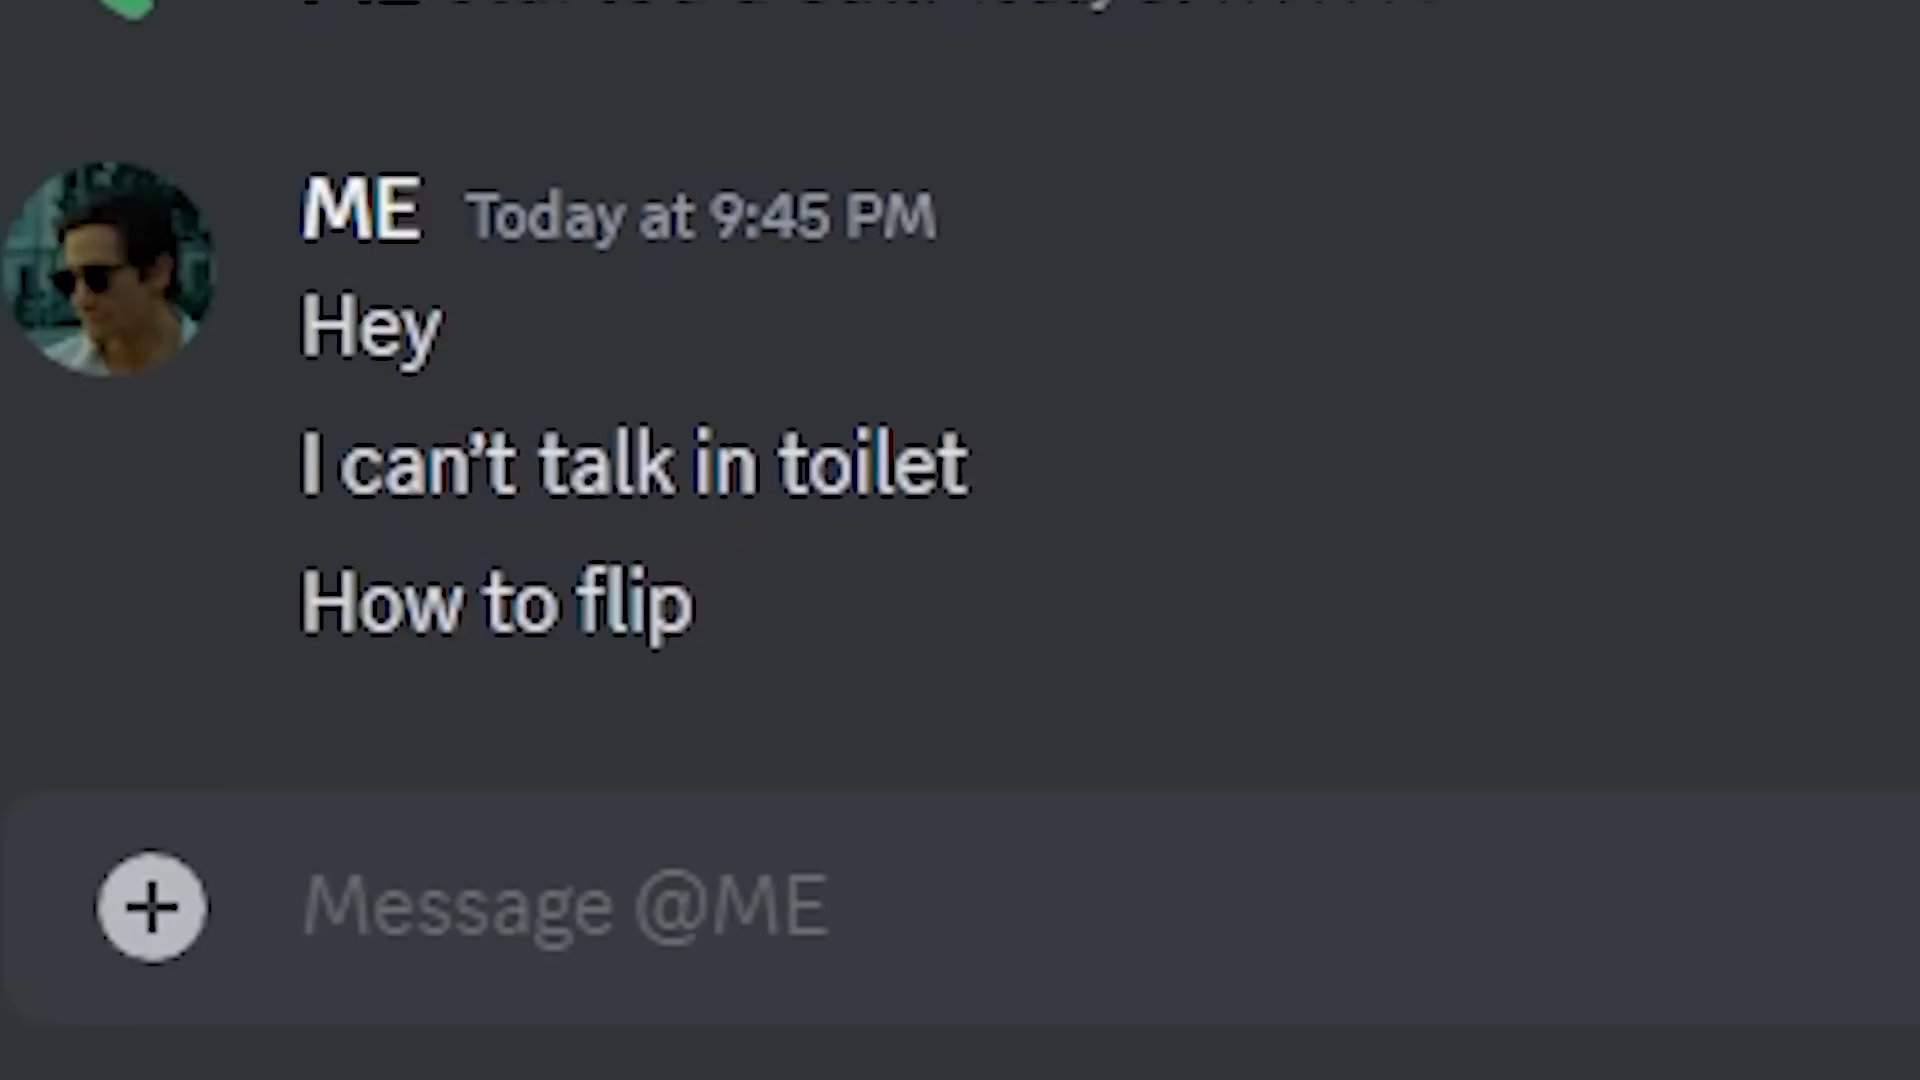 ME Today at 9:45 PM
Hey
I can't talk in toilet
How to flip
Message @ME